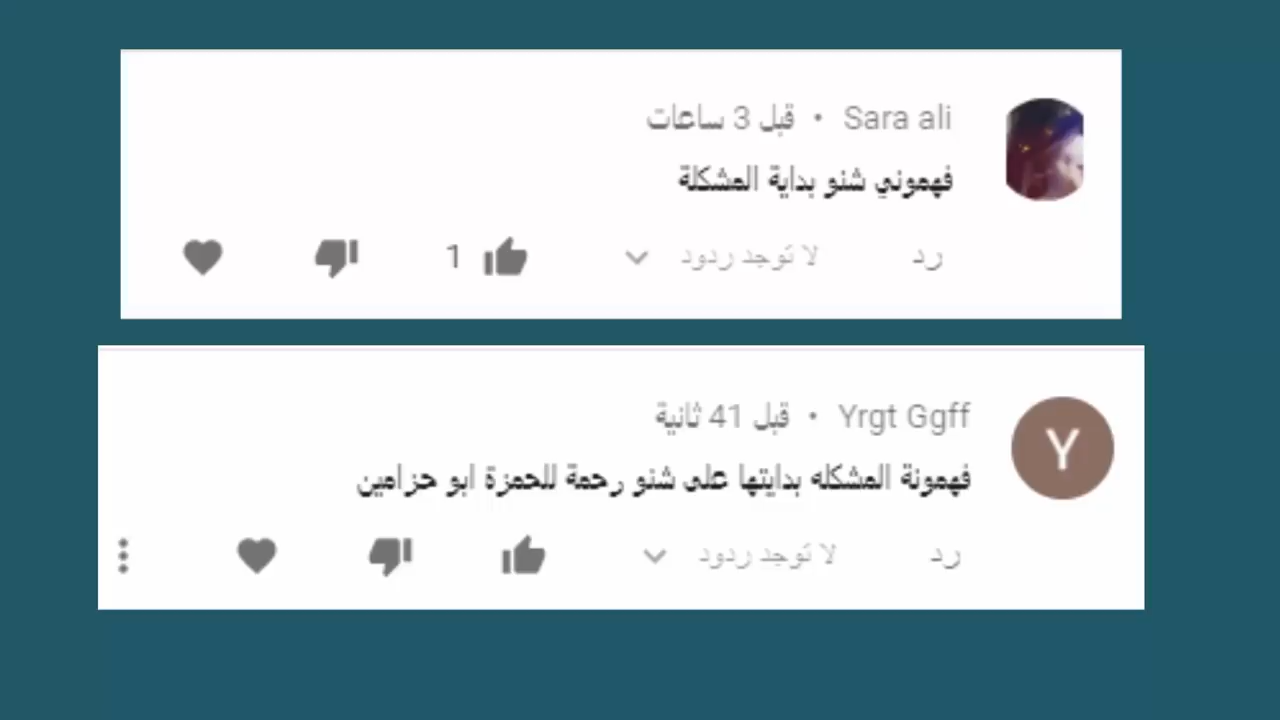 Sara ali • قبل 3 ساعات
فهموني شنو بداية المشكلة
رد لا توجد ردود 1
Yrgt Ggff • قبل 41 ثانية
Y
فهمونة المشكله بدايتها على شنو رحمة للحمزة ابو حزامين
رد لا توجد ردود